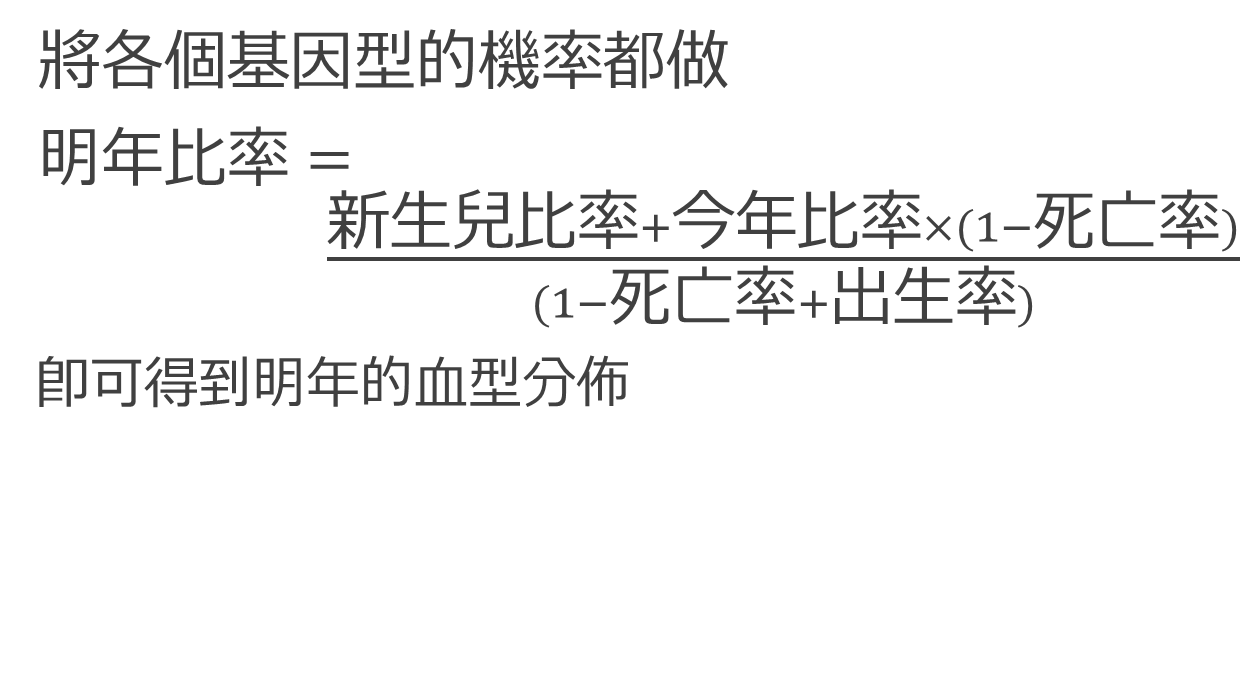 將各個基因型的機率都做
明年比率 =
新生兒比率+今年比率×(1−死亡率)
(1−死亡率+出生率)
即可得到明年的血型分佈